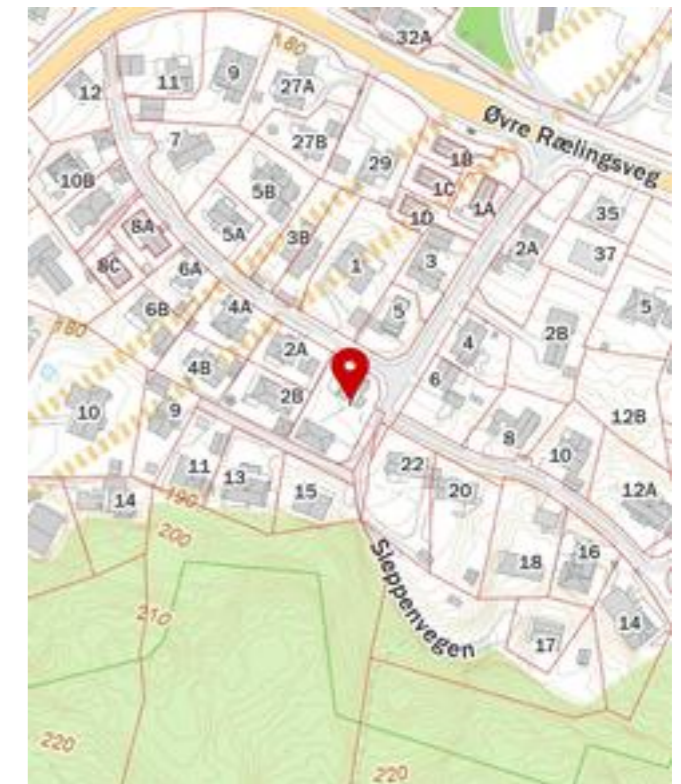 32A
180
11
9
27A
12
Øvre Rælingsveg
7
27B
1B
29
10B
5B
1C
1A
35
8A
5A
3B
1D
2A
37
8C
6A
1
3
5
6B
4A
5
180
2A
4
2B
4B
6
10
9
2B
12B
8
11
13
22
10
14
190
15
20
12A
200
Sleppenvegen
18
16
210
17
14
220
220